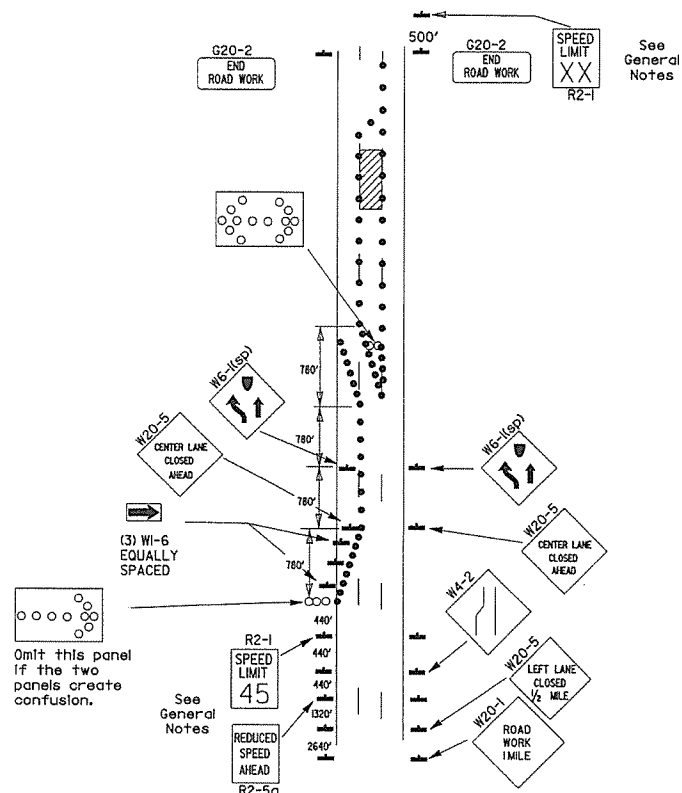 G20-2
END
ROAD WORK
500'
G20-2
END
ROAD WORK
SPEED
LIMIT
XX
R2-1
See
General
Notes
780'
W6-1(sp)
780'
W20-5
CENTER LANE
CLOSED
AHEAD
780'
W6-1(sp)
(3) W1-6
EQUALLY
SPACED
780'
W20-5
CENTER LANE
CLOSED
AHEAD
Omit this panel
if the two
panels create
confusion.
440'
R2-1
SPEED
LIMIT
45
440'
W4-2
See
General
Notes
440'
W20-5
LEFT LANE
CLOSED
1/2 MILE
1320'
REDUCED
SPEED
AHEAD
R2-5a
2640'
W20-1
ROAD
WORK
1 MILE